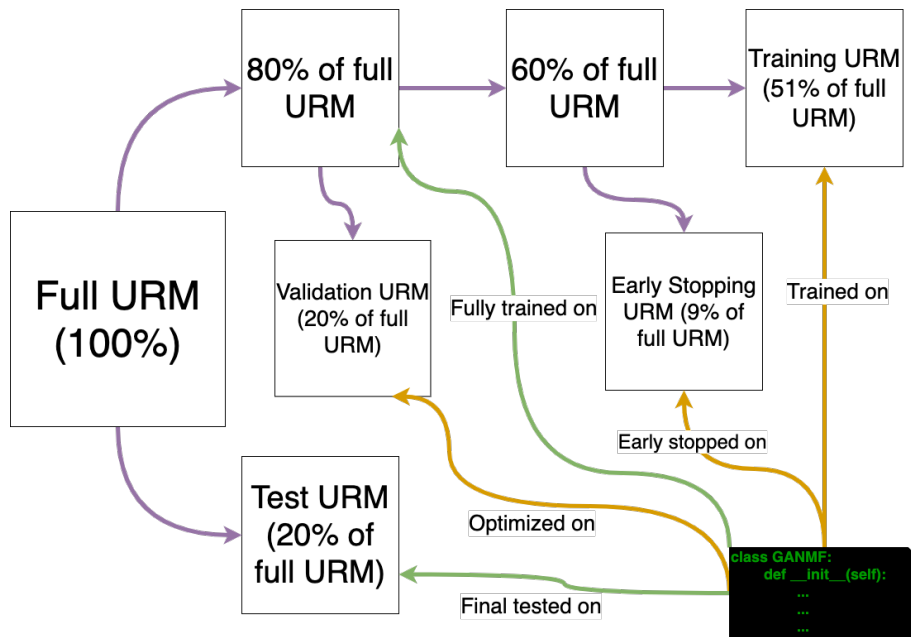 80% of full
URM
60% of full
URM
Training URM
(51% of full
URM)
Full URM
(100%)
Validation URM
(20% of full
URM)
Fully trained on
Early Stopping
URM (9% of
full URM)
Trained on
Early stopped on
Test URM
(20% of
full URM)
Optimized on
Final tested on
class GANMF:
def __init__(self):
...
...
...